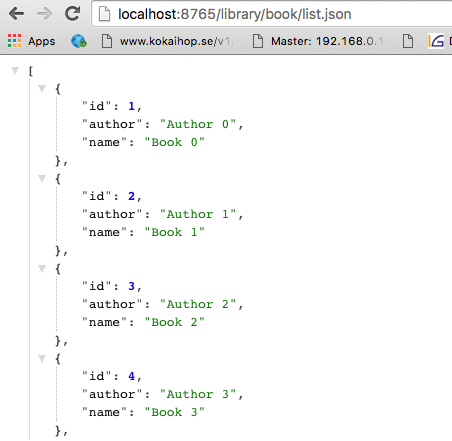 localhost:8765/library/book/list.json
Apps www.kokaihop.se/v1/ Master: 192.168.0.1
[
{
"id": 1,
"author": "Author 0",
"name": "Book 0"
},
{
"id": 2,
"author": "Author 1",
"name": "Book 1"
},
{
"id": 3,
"author": "Author 2",
"name": "Book 2"
},
{
"id": 4,
"author": "Author 3",
"name": "Book 3"
},